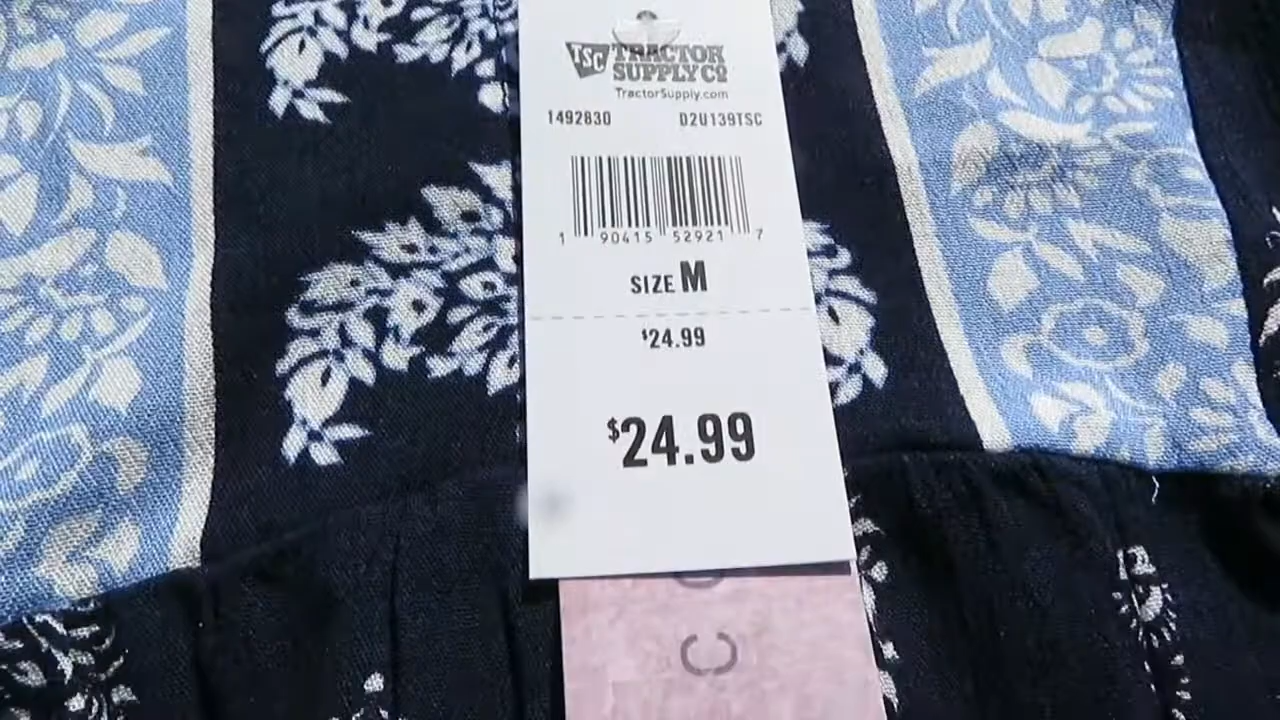 TSC TRACTOR
SUPPLY CO
TractorSupply.com
1492830 D2U139TSC
1 90415 52921 7
SIZE M
$24.99
$24.99
C